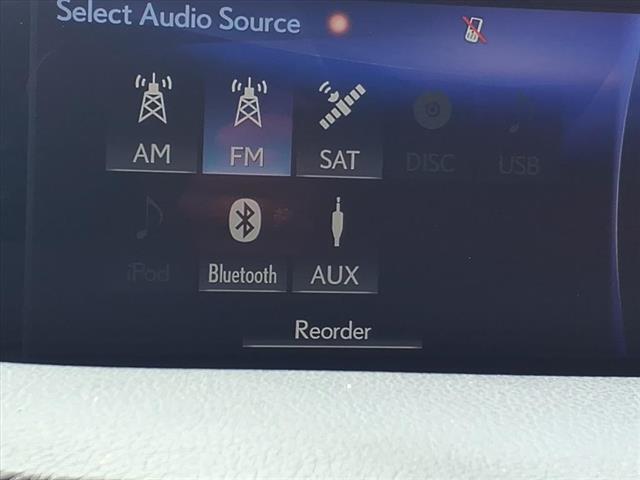 Select Audio Source
AM FM SAT DISC USB
iPod Bluetooth AUX
Reorder